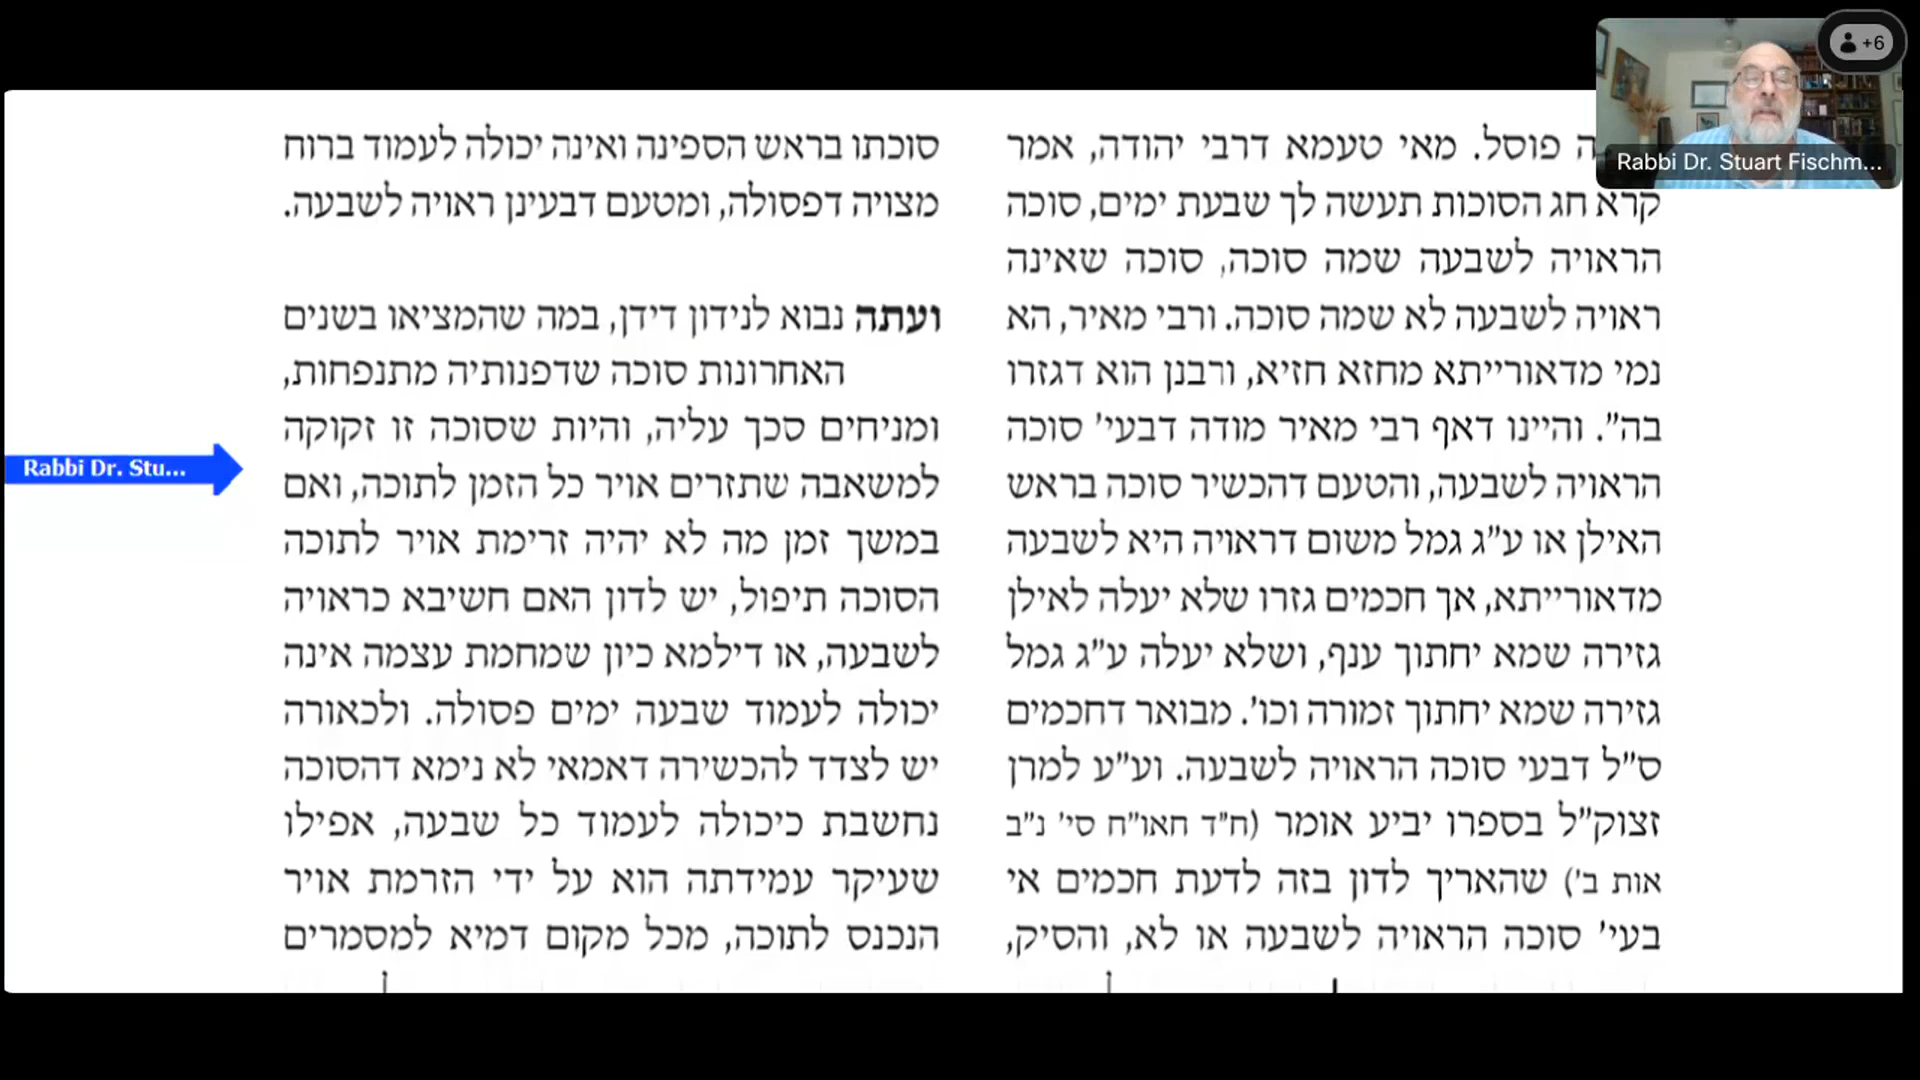 +6
Rabbi Dr. Stuart Fischm...
ה פוסל. מאי טעמא דרבי יהודה, אמר
קרא חג הסוכות תעשה לך שבעת ימים, סוכה
הראויה לשבעה שמה סוכה, סוכה שאינה
ראויה לשבעה לא שמה סוכה. ורבי מאיר, הא
נמי מדאורייתא מחזא חזיא, ורבנן הוא דגזרו
בה". והיינו דאף רבי מאיר מודה דבעי' סוכה
הראויה לשבעה, והטעם דהכשיר סוכה בראש
האילן או ע"ג גמל משום דראויה היא לשבעה
מדאורייתא, אך חכמים גזרו שלא יעלה לאילן
גזירה שמא יחתוך ענף, ושלא יעלה ע"ג גמל
גזירה שמא יחתוך זמורה וכו'. מבואר דחכמים
ס"ל דבעי סוכה הראויה לשבעה. וע"ע למרן
זצוק"ל בספרו יביע אומר (ח"ד חאו"ח סי' נ"ב
אות ב') שהאריך לדון בזה לדעת חכמים אי
בעי' סוכה הראויה לשבעה או לא, והסיק,
סוכתו בראש הספינה ואינה יכולה לעמוד ברוח
מצויה דפסולה, ומטעם דבעינן ראויה לשבעה.
ועתה נבוא לנידון דידן, במה שהמציאו בשנים
האחרונות סוכה שדפנותיה מתנפחות,
ומניחים סכך עליה, והיות שסוכה זו זקוקה
למשאבה שתזרים אויר כל הזמן לתוכה, ואם
במשך זמן מה לא יהיה זרימת אויר לתוכה
הסוכה תיפול, יש לדון האם חשיבא כראויה
לשבעה, או דילמא כיון שמחמת עצמה אינה
יכולה לעמוד שבעה ימים פסולה. ולכאורה
יש לצדד להכשירה דאמאי לא נימא דהסוכה
נחשבת כיכולה לעמוד כל שבעה, אפילו
שעיקר עמידתה הוא על ידי הזרמת אויר
הנכנס לתוכה, מכל מקום דמיא למסמרים
Rabbi Dr. Stu...